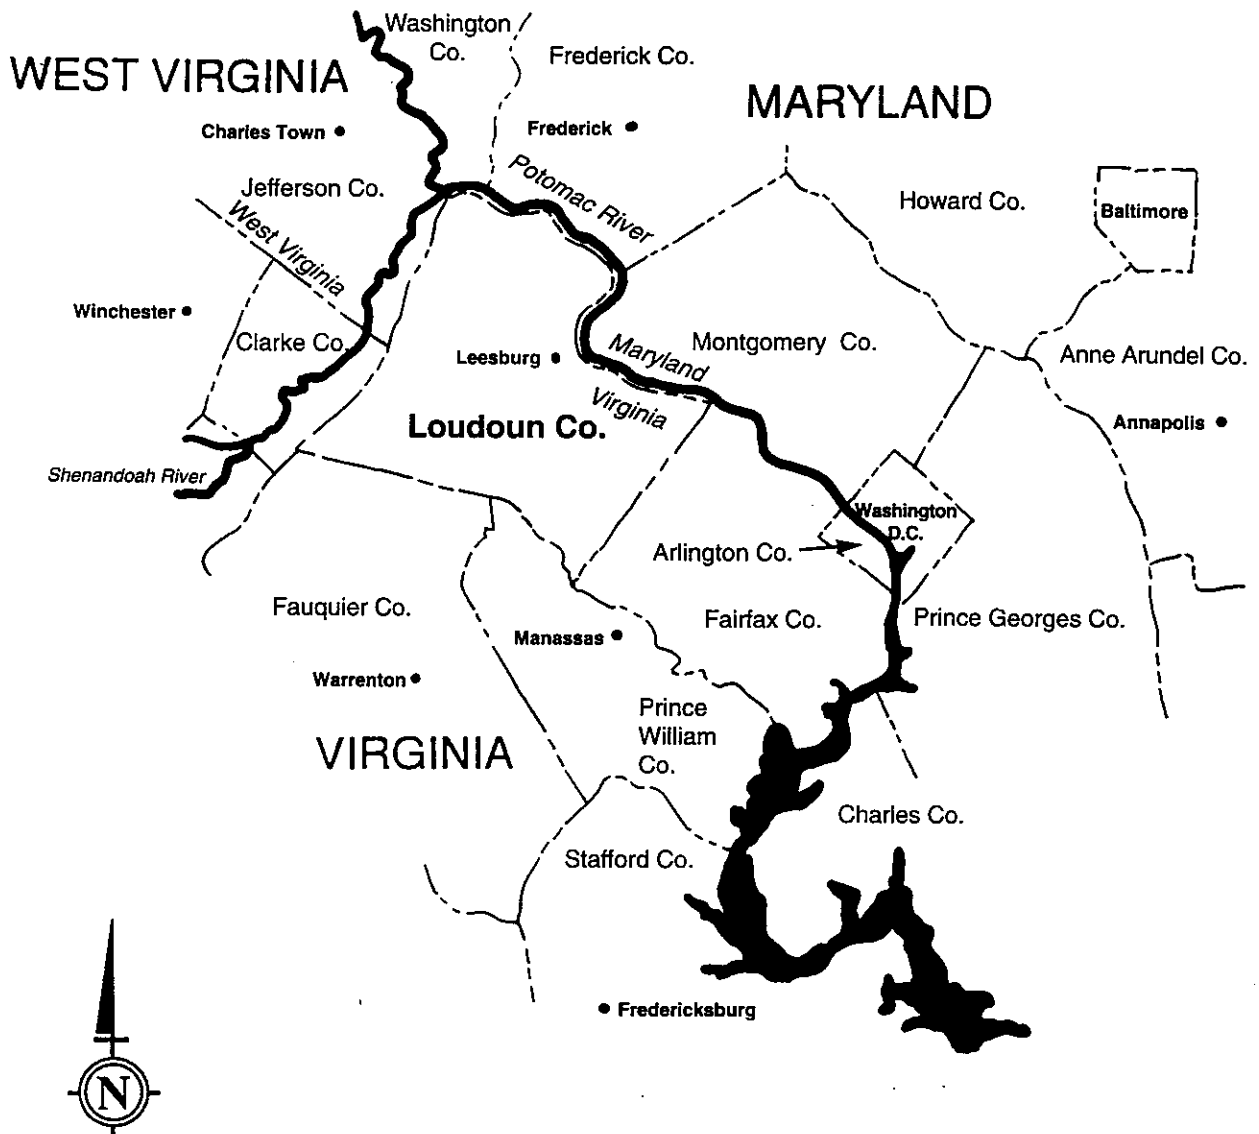 Washington
Co.
Frederick Co.
WEST VIRGINIA
MARYLAND
Charles Town
Frederick
Potomac River
Jefferson Co.
Howard Co.
Baltimore
West Virginia
Winchester
Clarke Co.
Leesburg
Maryland
Montgomery Co.
Anne Arundel Co.
Virginia
Loudoun Co.
Annapolis
Shenandoah River
Washington
D.C.
Arlington Co.
Fauquier Co.
Fairfax Co.
Prince Georges Co.
Manassas
Warrenton
Prince
William
Co.
VIRGINIA
Charles Co.
Stafford Co.
Fredericksburg
N